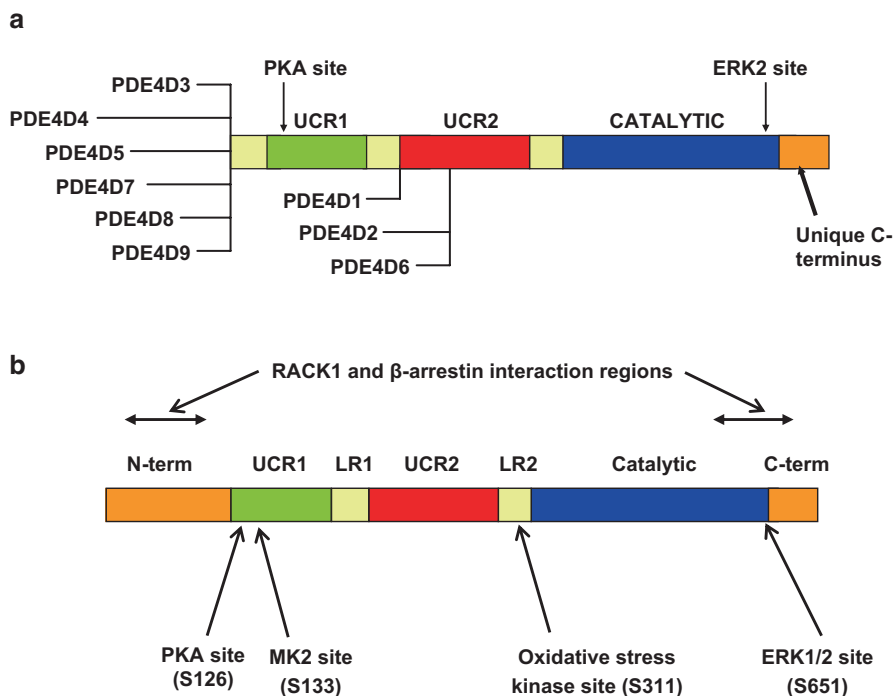 a
PKA site
ERK2 site
PDE4D3
PDE4D4
UCR1
UCR2
CATALYTIC
PDE4D5
PDE4D7
PDE4D1
PDE4D8
PDE4D2
PDE4D9
PDE4D6
Unique C-
terminus
b
RACK1 and β-arrestin interaction regions
N-term
UCR1
LR1
UCR2
LR2
Catalytic
C-term
PKA site
(S126)
MK2 site
(S133)
Oxidative stress
kinase site (S311)
ERK1/2 site
(S651)